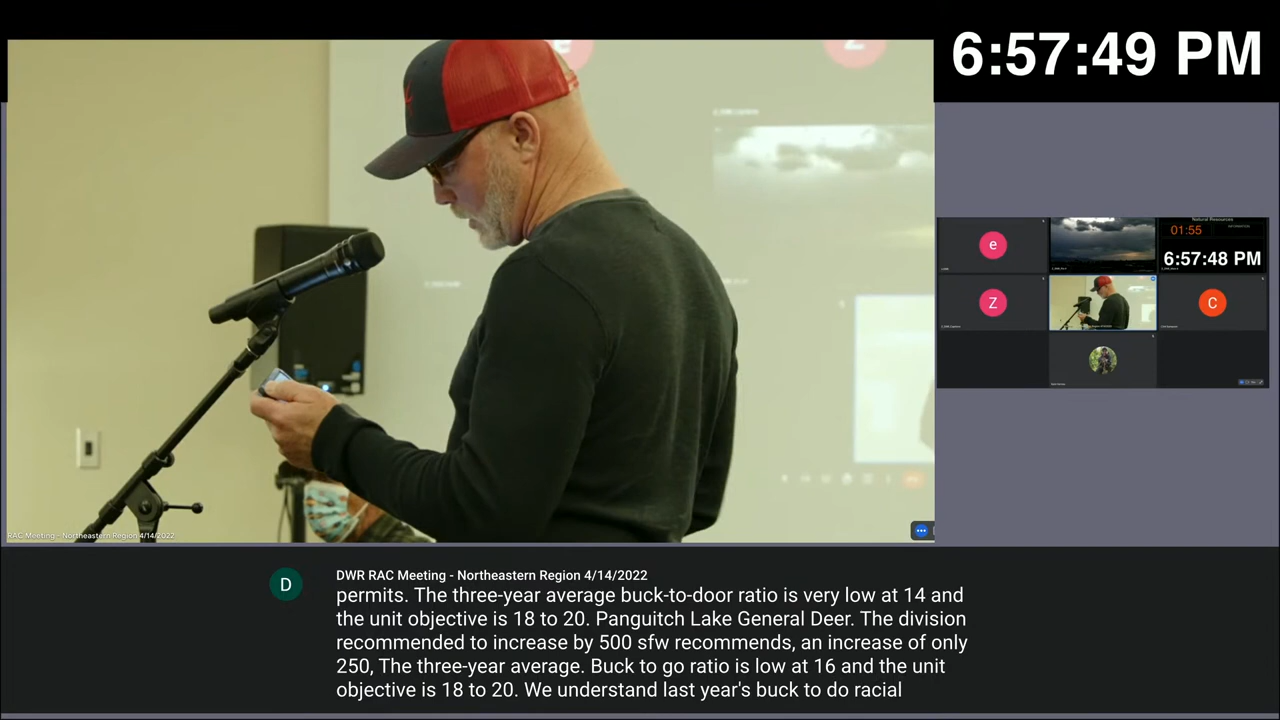 6:57:49 PM
Natural Resources
01:55
INFORMATION
6:57:48 PM
e
Z
C
RAC Meeting - Northeastern Region 4/14/2022
D
DWR RAC Meeting - Northeastern Region 4/14/2022
permits. The three-year average buck-to-door ratio is very low at 14 and
the unit objective is 18 to 20. Panguitch Lake General Deer. The division
recommended to increase by 500 sfw recommends, an increase of only
250, The three-year average. Buck to go ratio is low at 16 and the unit
objective is 18 to 20. We understand last year's buck to do racial